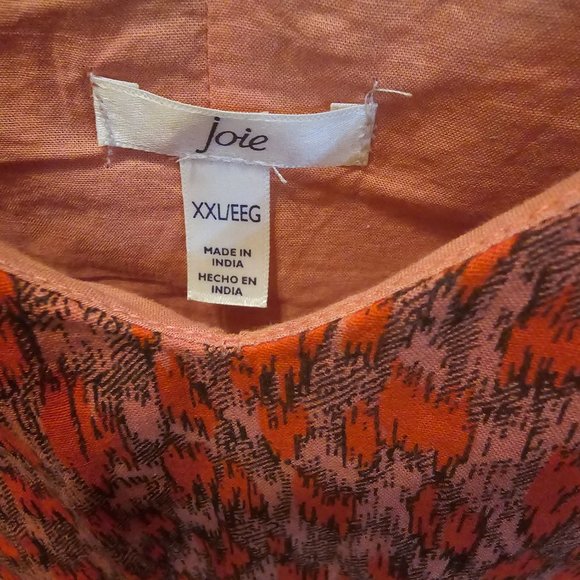 joie
XXL/EEG
MADE IN
INDIA
HECHO EN
INDIA